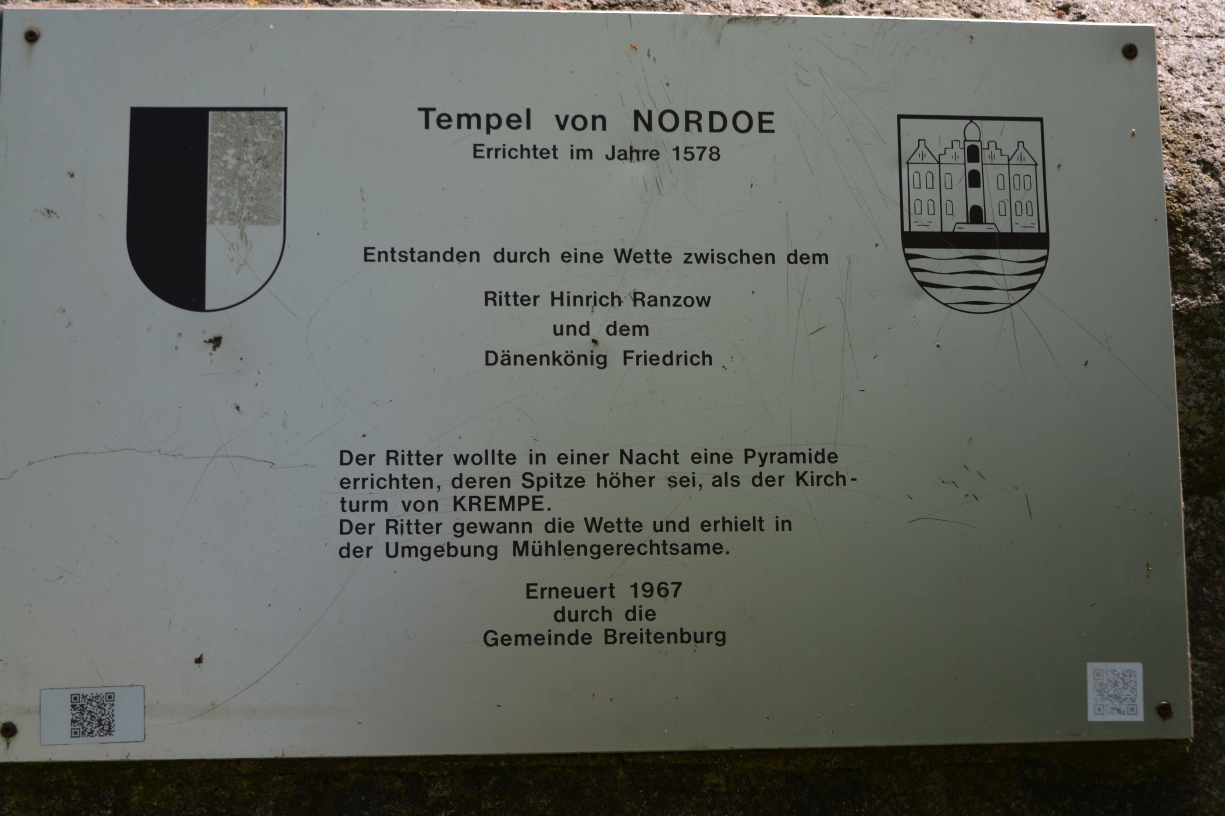 Tempel von NORDOE
Errichtet im Jahre 1578
Entstanden durch eine Wette zwischen dem
Ritter Hinrich Ranzow
und dem
Dänenkönig Friedrich
Der Ritter wollte in einer Nacht eine Pyramide
errichten, deren Spitze höher sei, als der Kirch-
turm von KREMPE.
Der Ritter gewann die Wette und erhielt in
der Umgebung Mühlengerechtsame.
Erneuert 1967
durch die
Gemeinde Breitenburg